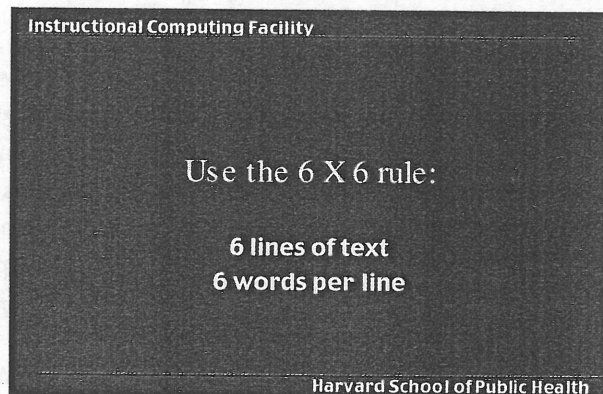 Instructional Computing Facility
Use the 6 X 6 rule:
6 lines of text
6 words per line
Harvard School of Public Health